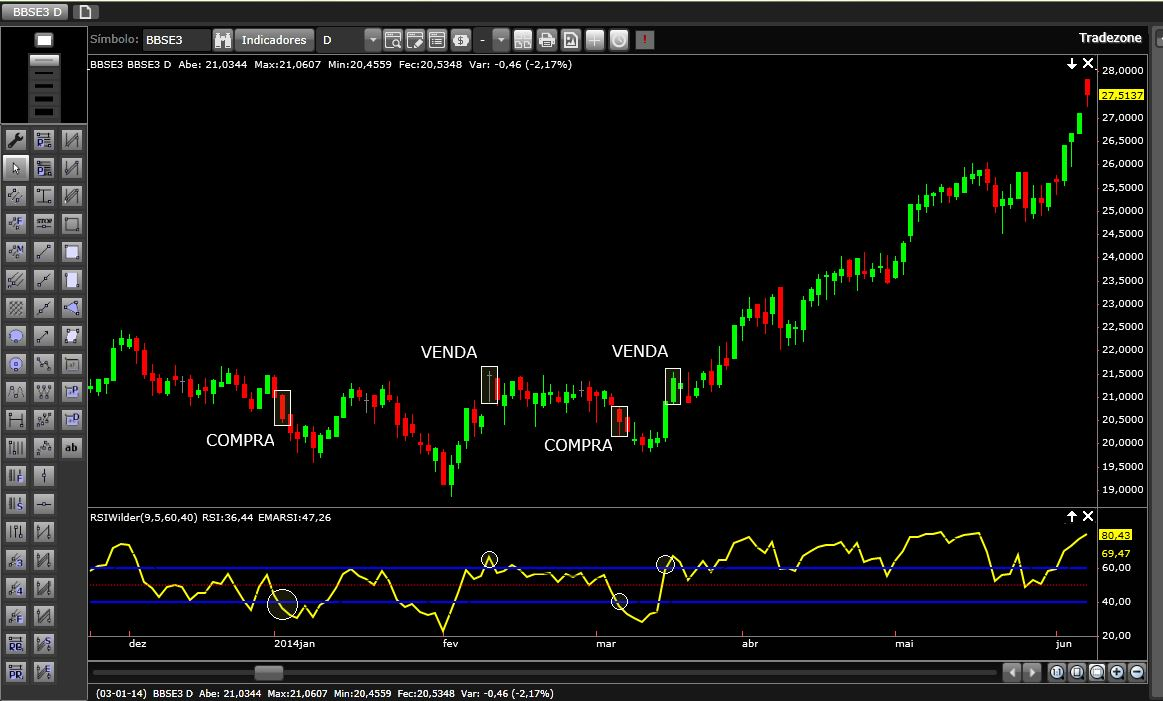 BBSE3 D
Símbolo: BBSE3 Indicadores D $ - !
Tradezone
BBSE3 BBSE3 D Abe: 21,0344 Max:21,0607 Min:20,4559 Fec:20,5348 Var: -0,46 (-2,17%)
28,0000
27,5137
27,0000
26,5000
26,0000
25,5000
25,0000
24,5000
24,0000
23,5000
23,0000
22,5000
22,0000
21,5000
21,0000
20,5000
20,0000
19,5000
19,0000
VENDA
VENDA
COMPRA
COMPRA
STOP
ab
RSIWilder(9,5,60,40) RSI:36,44 EMARSI:47,26
80,43
69,47
60,00
40,00
20,00
dez 2014jan fev mar abr mai jun
(03-01-14) BBSE3 D Abe: 21,0344 Max:21,0607 Min:20,4559 Fec:20,5348 Var: -0,46 (-2,17%)